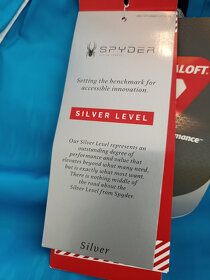 SPYDER
Setting the benchmark for
accessible innovation.
SILVER LEVEL
Our Silver Level represents an
outstanding degree of
performance and value that
elevates beyond what many need,
but is exactly what most want.
There is nothing middle of
the road about the
Silver Level from Spyder.
Silver
ALOFT
rmance